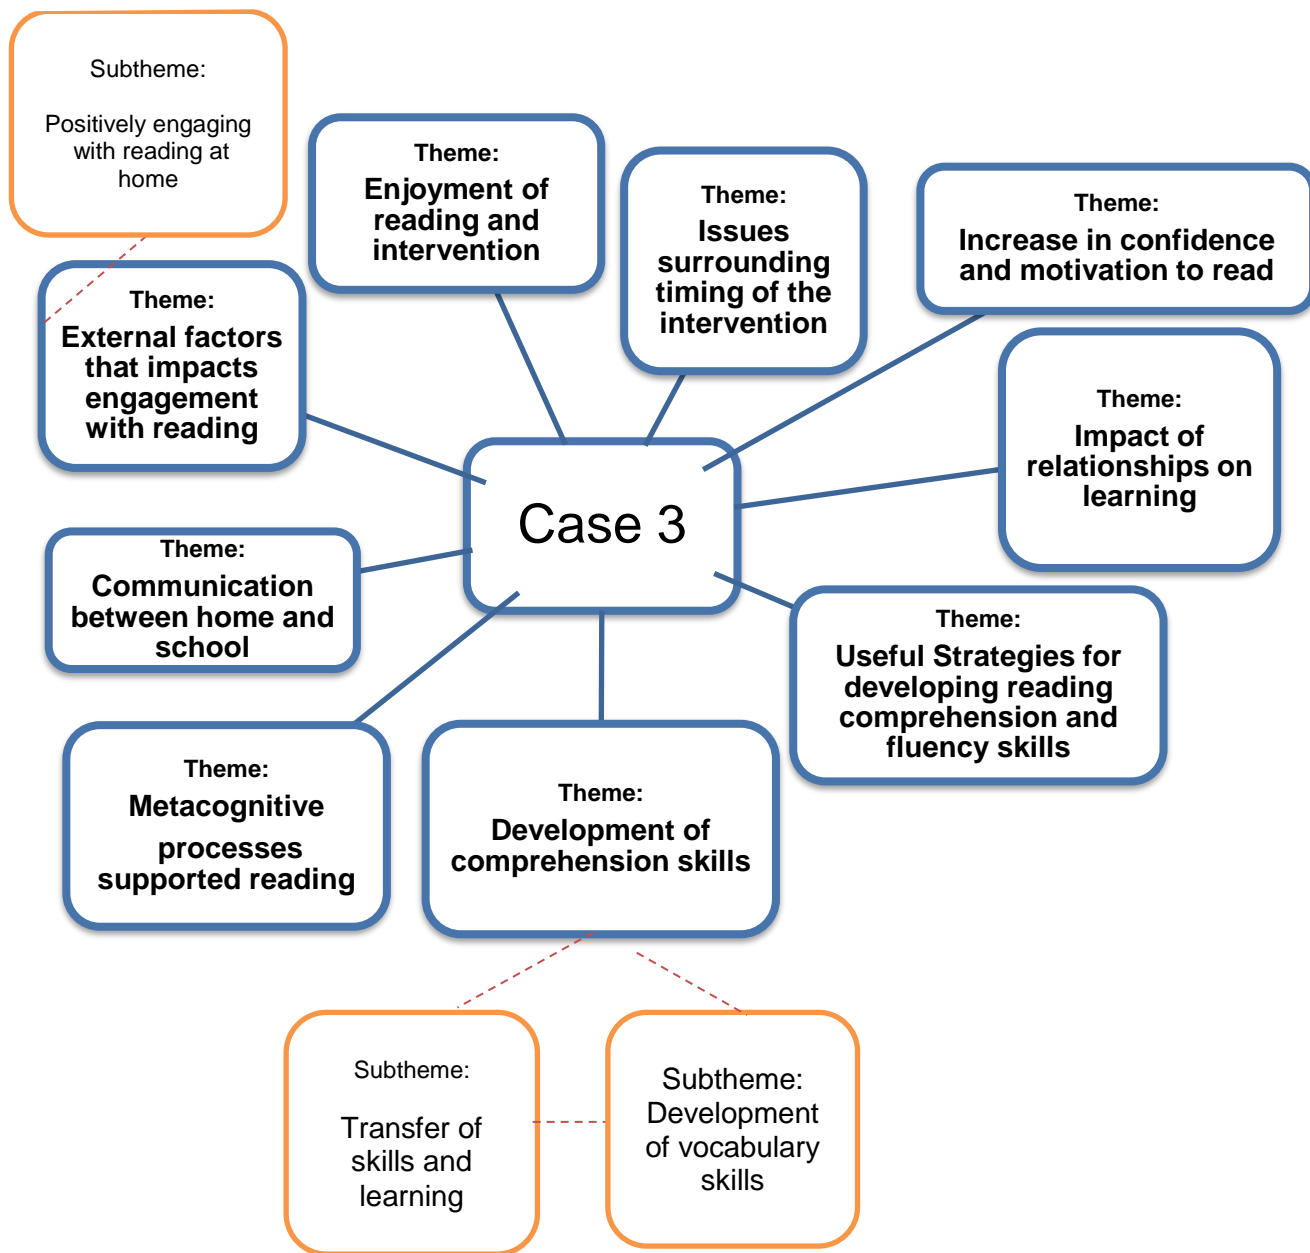 Subtheme:
Positively engaging
with reading at
home
Theme:
Enjoyment of
reading and
intervention
Theme:
Issues
surrounding
timing of the
intervention
Theme:
Increase in confidence
and motivation to read
Theme:
External factors
that impacts
engagement
with reading
Theme:
Impact of
relationships on
learning
Case 3
Theme:
Communication
between home and
school
Theme:
Useful Strategies for
developing reading
comprehension and
fluency skills
Theme:
Metacognitive
processes
supported reading
Theme:
Development of
comprehension skills
Subtheme:
Transfer of
skills and
learning
Subtheme:
Development
of vocabulary
skills